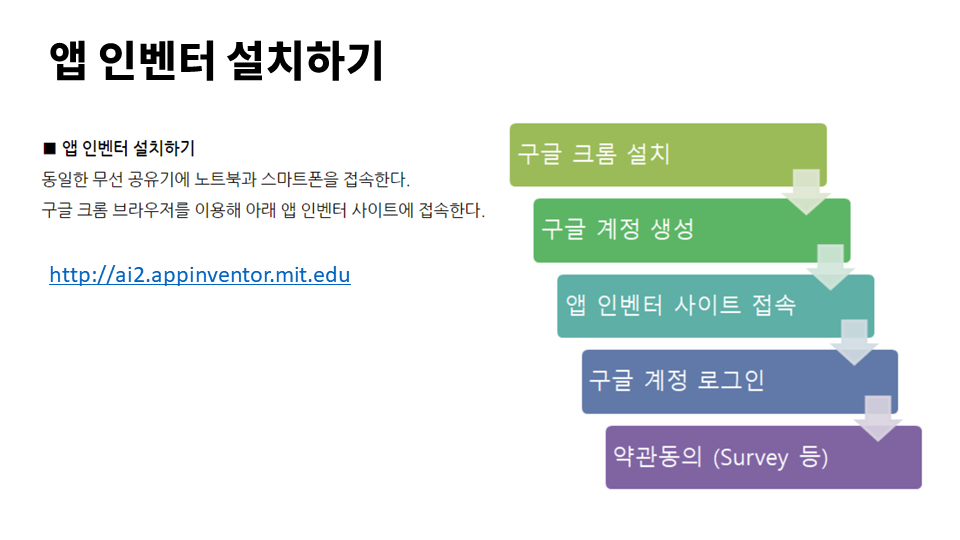 앱 인벤터 설치하기
■ 앱 인벤터 설치하기
동일한 무선 공유기에 노트북과 스마트폰을 접속한다.
구글 크롬 브라우저를 이용해 아래 앱 인벤터 사이트에 접속한다.
http://ai2.appinventor.mit.edu
구글 크롬 설치
구글 계정 생성
앱 인벤터 사이트 접속
구글 계정 로그인
약관동의 (Survey 등)